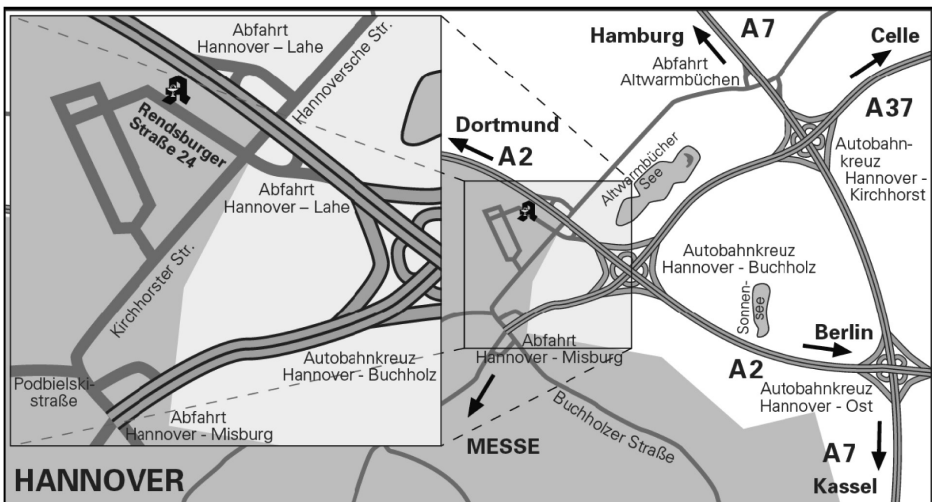 Abfahrt
Hannover – Lahe
Hannoversche Str.
Rendsburger
Straße 24
Abfahrt
Hannover – Lahe
Kirchhorster Str.
Autobahnkreuz
Hannover - Buchholz
Podbielski-
straße
Abfahrt
Hannover - Misburg
HANNOVER
A7
Hamburg
Celle
Abfahrt
Altwarmbüchen
A37
Dortmund
A2
Autobahn-
kreuz
Hannover -
Kirchhorst
Altwarmbücher
See
Autobahnkreuz
Hannover - Buchholz
Sonnen-
see
Berlin
Abfahrt
Hannover - Misburg
A2
Autobahnkreuz
Hannover - Ost
Buchholzer Straße
MESSE
A7
Kassel